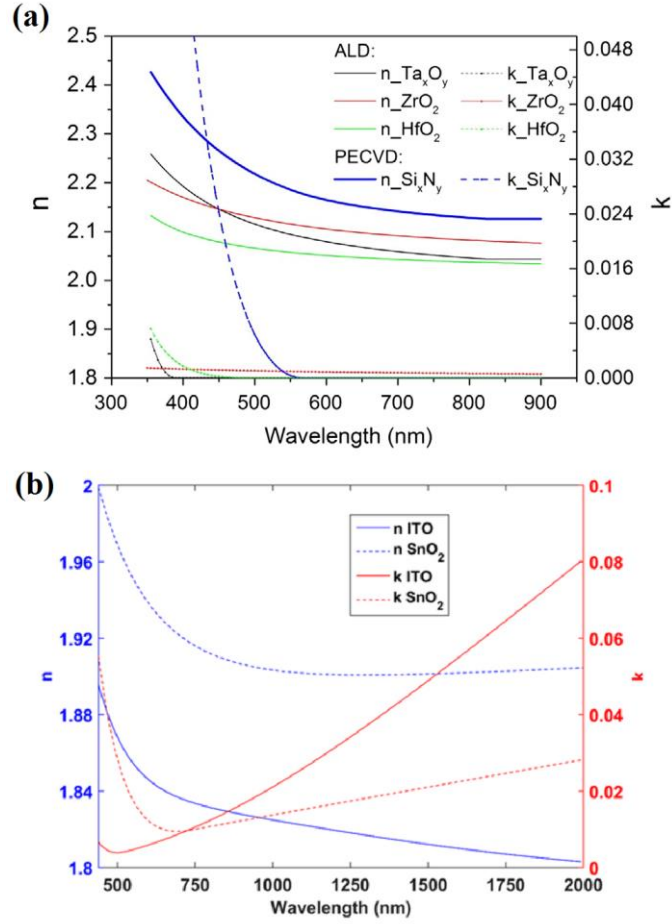 (a)
2.5
2.4
2.3
2.2
2.1
2.0
1.9
1.8
n
ALD:
n_TaxOy k_TaxOy
n_ZrO2 k_ZrO2
n_HfO2 k_HfO2
PECVD:
n_SixNy k_SixNy
0.048
0.040
0.032
0.024
0.016
0.008
0.000
k
300 400 500 600 700 800 900
Wavelength (nm)
(b)
2
1.96
1.92
1.88
1.84
1.8
n
n ITO
n SnO2
k ITO
k SnO2
0.1
0.08
0.06
0.04
0.02
0
k
500 750 1000 1250 1500 1750 2000
Wavelength (nm)